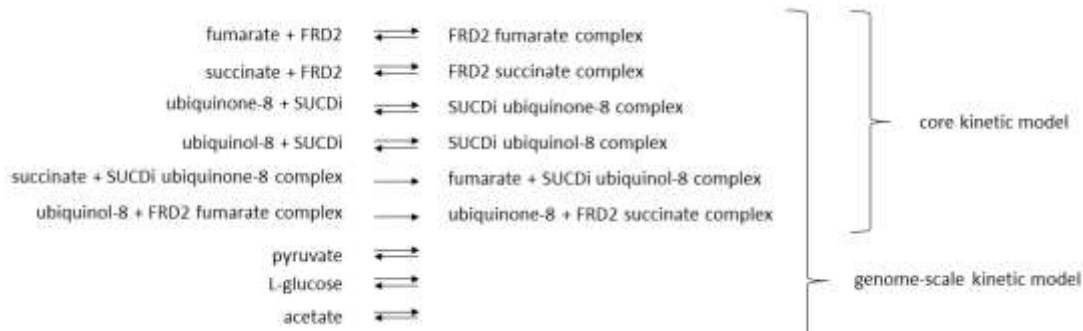 fumarate + FRD2 FRD2 fumarate complex
succinate + FRD2 FRD2 succinate complex
ubiquinone-8 + SUCDi SUCDi ubiquinone-8 complex
ubiquinol-8 + SUCDi SUCDi ubiquinol-8 complex
core kinetic model
succinate + SUCDi ubiquinone-8 complex fumarate + SUCDi ubiquinol-8 complex
ubiquinol-8 + FRD2 fumarate complex ubiquinone-8 + FRD2 succinate complex
pyruvate
L-glucose
genome-scale kinetic model
acetate